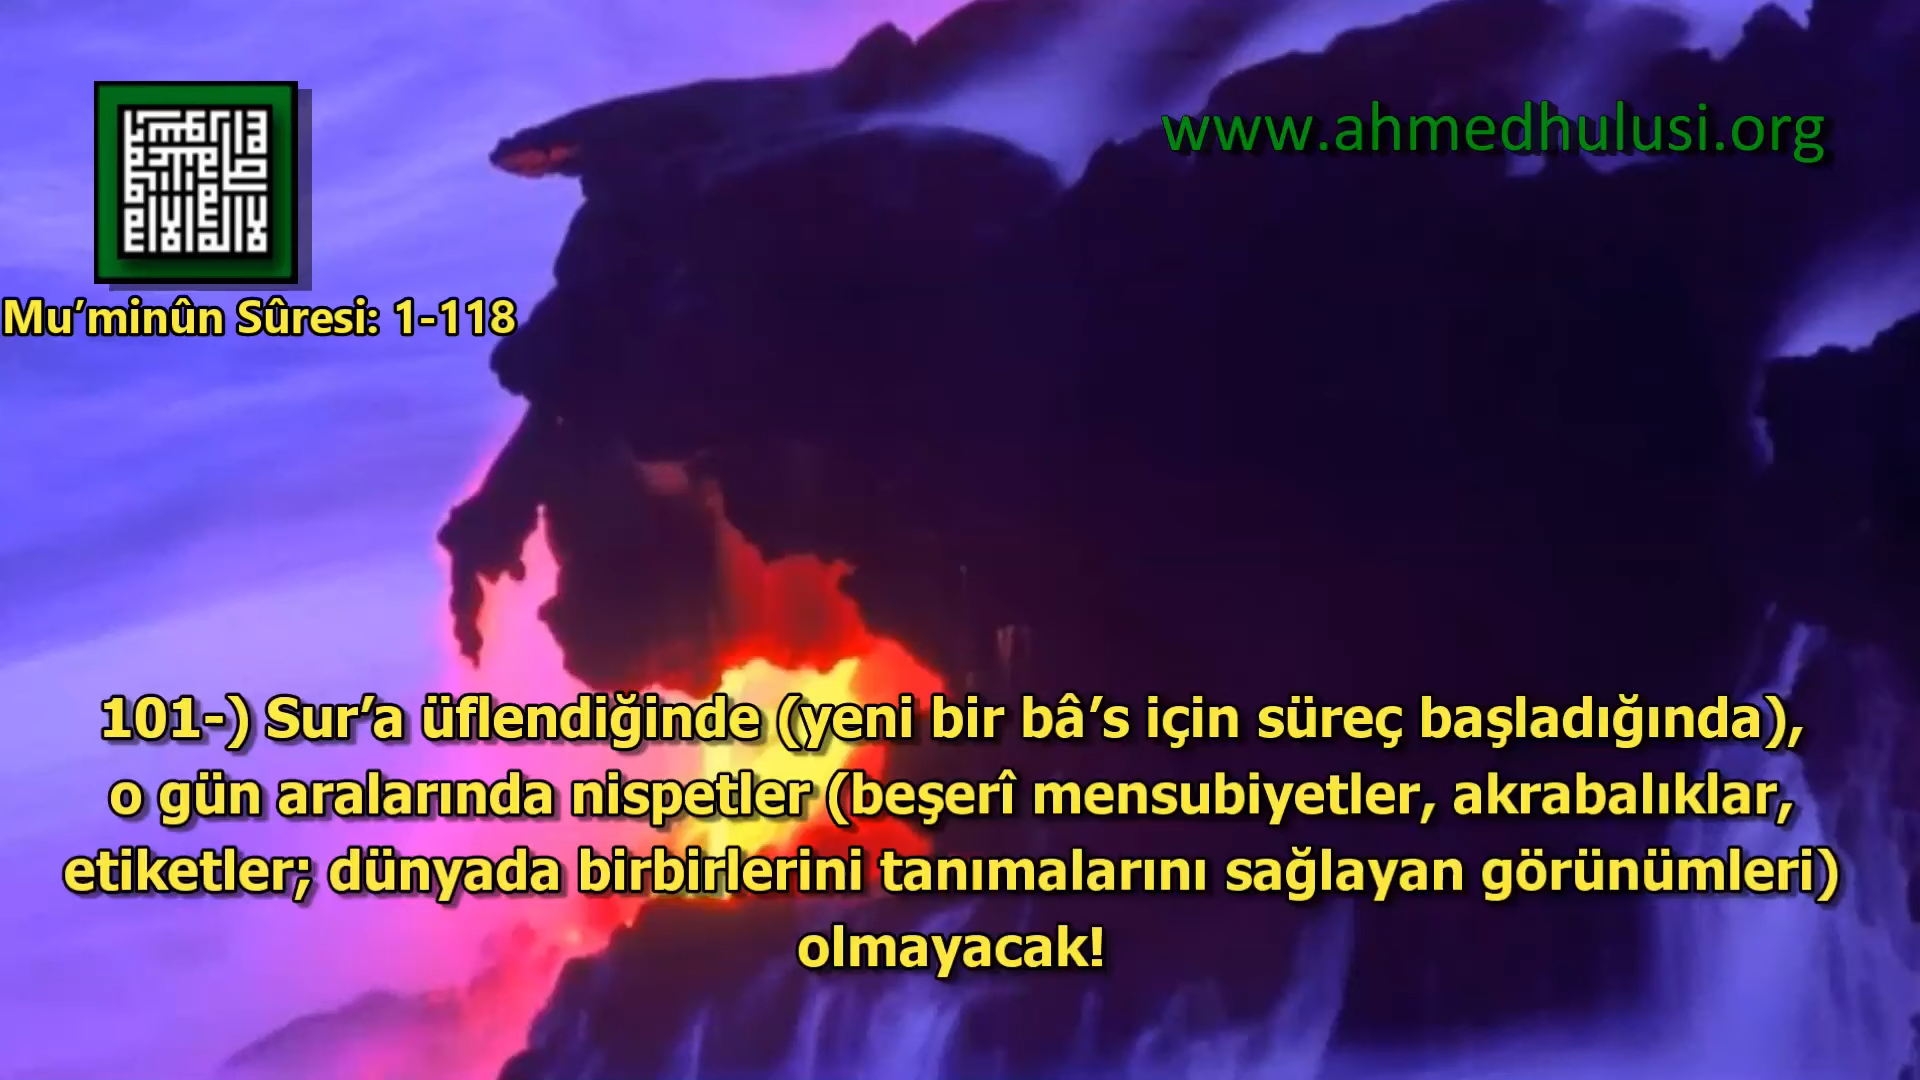 www.ahmedhulusi.org
Mu’minûn Sûresi: 1-118
101-) Sur’a üflendiğinde (yeni bir bâ’s için süreç başladığında),
o gün aralarında nispetler (beşerî mensubiyetler, akrabalıklar,
etiketler; dünyada birbirlerini tanımalarını sağlayan görünümleri)
olmayacak!